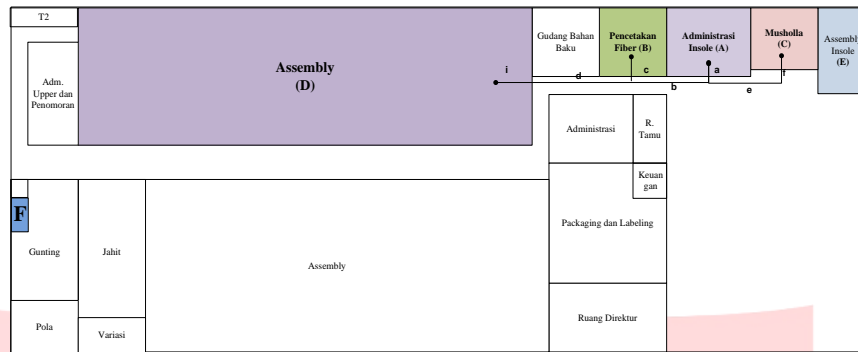 T2
Adm.
Upper dan
Penomoran
Assembly
(D)
i
Gudang Bahan
Baku
d
Pencetakan
Fiber (B)
c
Administrasi
Insole (A)
a
b
Musholla
(C)
f
e
Assembly
Insole
(E)
Administrasi
R.
Tamu
Keuan
gan
Packaging dan Labeling
Ruang Direktur
F
Gunting
Pola
Jahit
Variasi
Assembly